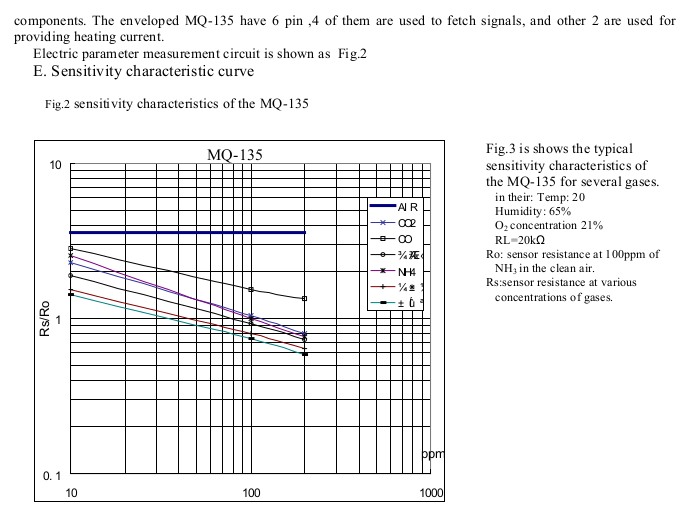 components. The enveloped MQ-135 have 6 pin ,4 of them are used to fetch signals, and other 2 are used for
providing heating current.
Electric parameter measurement circuit is shown as Fig.2
E. Sensitivity characteristic curve
Fig.2 sensitivity characteristics of the MQ-135
MQ-135
10
1
0.1
Rs/Ro
10
100
1000
ppm
AIR
CO2
CO
NH4
Fig.3 is shows the typical
sensitivity characteristics of
the MQ-135 for several gases.
in their: Temp: 20
Humidity: 65%
O₂ concentration 21%
RL=20kΩ
Ro: sensor resistance at 100ppm of
NH₃ in the clean air.
Rs:sensor resistance at various
concentrations of gases.